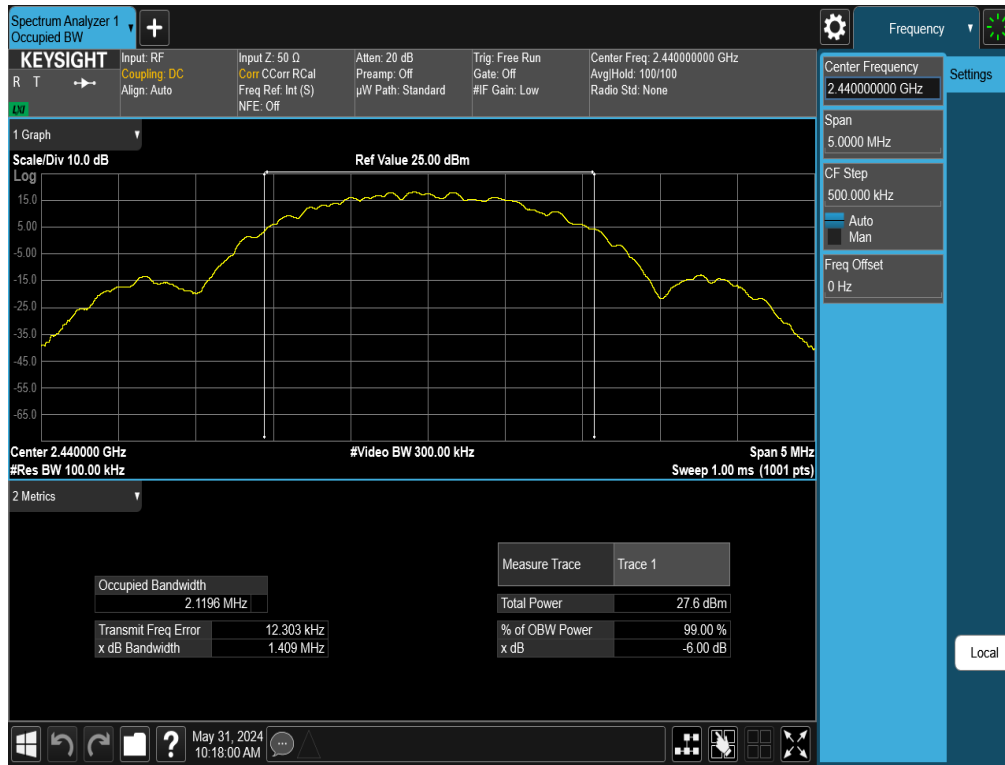 Spectrum Analyzer 1
Occupied BW
▼
+
Frequency
▼
KEYSIGHT
R T
LXI
Input: RF
Coupling: DC
Align: Auto
Input Z: 50 Ω
Corr CCorr RCal
Freq Ref: Int (S)
NFE: Off
Atten: 20 dB
Preamp: Off
µW Path: Standard
Trig: Free Run
Gate: Off
#IF Gain: Low
Center Freq: 2.440000000 GHz
Avg|Hold: 100/100
Radio Std: None
Center Frequency
2.440000000 GHz
Settings
Span
5.0000 MHz
CF Step
500.000 kHz
Auto
Man
Freq Offset
0 Hz
Local
1 Graph
▼
Scale/Div 10.0 dB
Ref Value 25.00 dBm
Log
15.0
5.00
-5.00
-15.0
-25.0
-35.0
-45.0
-55.0
-65.0
Center 2.440000 GHz
#Video BW 300.00 kHz
Span 5 MHz
#Res BW 100.00 kHz
Sweep 1.00 ms (1001 pts)
2 Metrics
▼
Measure Trace Trace 1
Occupied Bandwidth
2.1196 MHz
Total Power 27.6 dBm
Transmit Freq Error 12.303 kHz
% of OBW Power 99.00 %
x dB Bandwidth 1.409 MHz
x dB -6.00 dB
?
May 31, 2024
10:18:00 AM